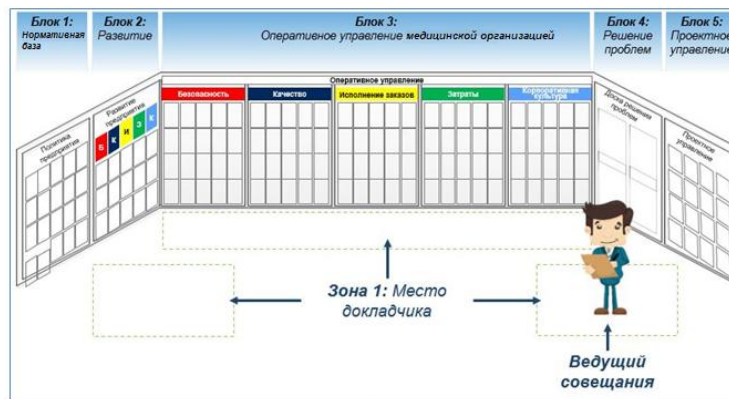 Блок 1:
Нормативная
база
Блок 2:
Развитие
Блок 3:
Оперативное управление медицинской организацией
Блок 4:
Решение
проблем
Блок 5:
Проектное
управление
Политика
предприятия
Развитие
предприятия
Б К И З К
Оперативное управление
Безопасность
Качество
Исполнение заказов
Затраты
Корпоративная
культура
Доска решения
проблем
Проектное
управление
Зона 1: Место
докладчика
Ведущий
совещания